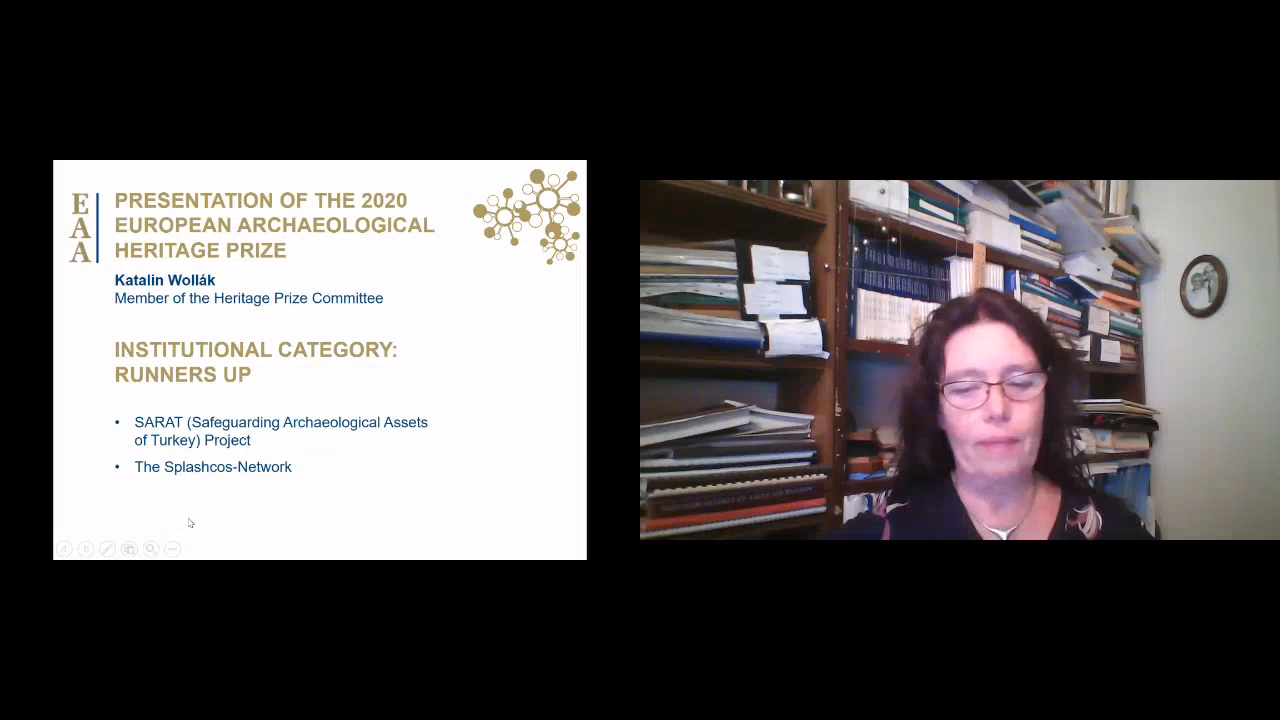 EAA
PRESENTATION OF THE 2020
EUROPEAN ARCHAEOLOGICAL
HERITAGE PRIZE
Katalin Wollák
Member of the Heritage Prize Committee
INSTITUTIONAL CATEGORY:
RUNNERS UP
• SARAT (Safeguarding Archaeological Assets
of Turkey) Project
• The Splashcos-Network